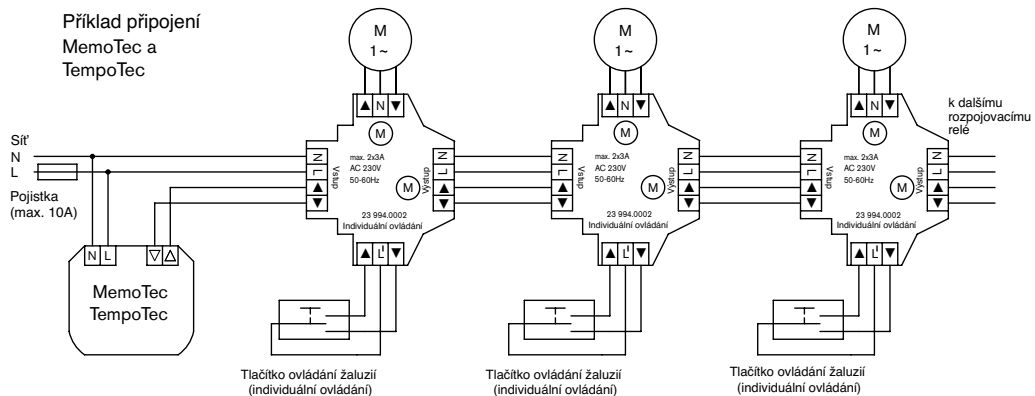 Příklad připojení
MemoTec a
TempoTec
M
1~
M
1~
M
1~
▲ N ▼
▲ N ▼
▲ N ▼
k dalšímu
rozpojovacímu
relé
Síť
N
L
Pojistka
(max. 10A)
N
L
▲
▼
Vstup
M
max. 2x3A
AC 230V
50-60Hz
M
Výstup
N
L
▲
▼
23 994.0002
Individuální ovládání
▲ L' ▼
N
L
▲
▼
Vstup
M
max. 2x3A
AC 230V
50-60Hz
M
Výstup
N
L
▲
▼
23 994.0002
Individuální ovládání
▲ L' ▼
N
L
▲
▼
Vstup
M
max. 2x3A
AC 230V
50-60Hz
M
Výstup
N
L
▲
▼
23 994.0002
Individuální ovládání
▲ L' ▼
N L ▽ △
MemoTec
TempoTec
Tlačítko ovládání žaluzií
(individuální ovládání)
Tlačítko ovládání žaluzií
(individuální ovládání)
Tlačítko ovládání žaluzií
(individuální ovládání)